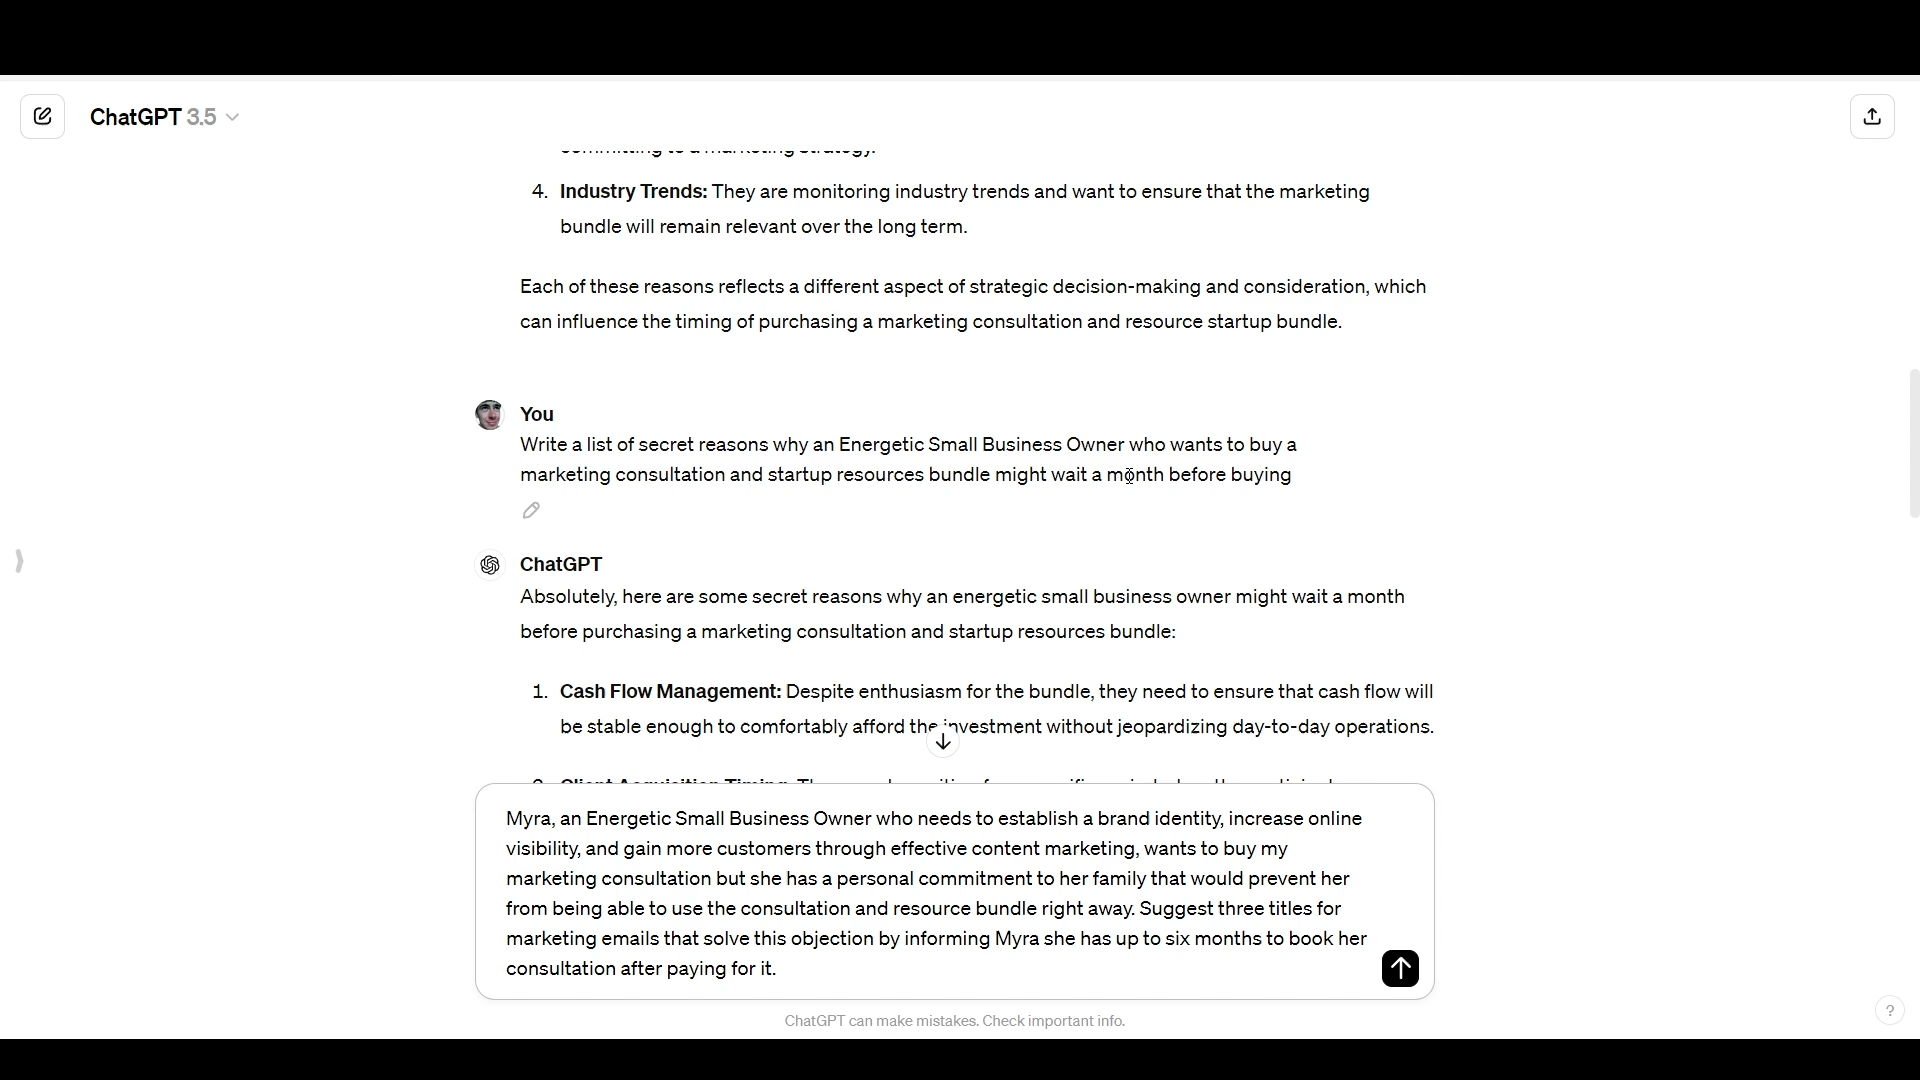 ChatGPT 3.5
4. Industry Trends: They are monitoring industry trends and want to ensure that the marketing
bundle will remain relevant over the long term.
Each of these reasons reflects a different aspect of strategic decision-making and consideration, which
can influence the timing of purchasing a marketing consultation and resource startup bundle.
You
Write a list of secret reasons why an Energetic Small Business Owner who wants to buy a
marketing consultation and startup resources bundle might wait a month before buying
ChatGPT
Absolutely, here are some secret reasons why an energetic small business owner might wait a month
before purchasing a marketing consultation and startup resources bundle:
1. Cash Flow Management: Despite enthusiasm for the bundle, they need to ensure that cash flow will
be stable enough to comfortably afford the investment without jeopardizing day-to-day operations.
Myra, an Energetic Small Business Owner who needs to establish a brand identity, increase online
visibility, and gain more customers through effective content marketing, wants to buy my
marketing consultation but she has a personal commitment to her family that would prevent her
from being able to use the consultation and resource bundle right away. Suggest three titles for
marketing emails that solve this objection by informing Myra she has up to six months to book her
consultation after paying for it.
ChatGPT can make mistakes. Check important info.
?